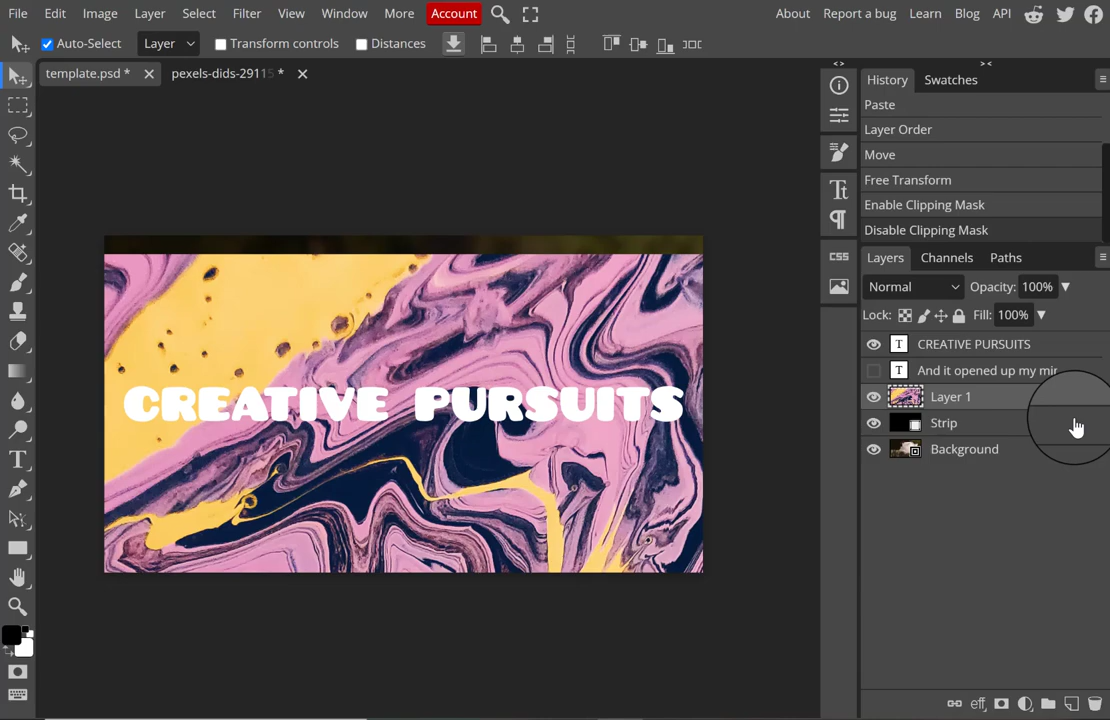 File Edit Image Layer Select Filter View Window More Account About Report a bug Learn Blog API
Auto-Select Layer Transform controls Distances
template.psd * pexels-dids-29115 *
History Swatches
Paste
Layer Order
Move
Free Transform
Enable Clipping Mask
Disable Clipping Mask
CSS
Layers Channels Paths
Normal Opacity: 100%
Lock: Fill: 100%
T CREATIVE PURSUITS
T And it opened up my mir
Layer 1
Strip
Background
CREATIVE PURSUITS
eff